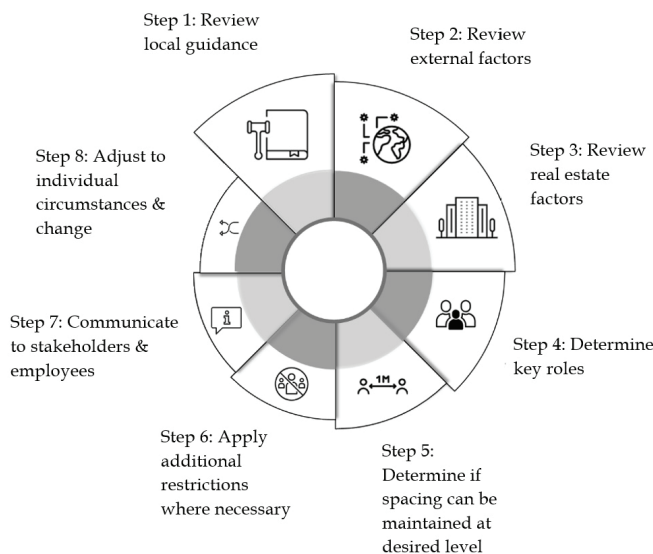 Step 1: Review
local guidance
Step 2: Review
external factors
Step 3: Review
real estate
factors
Step 4: Determine
key roles
1M
Step 5:
Determine if
spacing can be
maintained at
desired level
Step 6: Apply
additional
restrictions
where necessary
Step 7: Communicate
to stakeholders &
employees
i
Step 8: Adjust to
individual
circumstances &
change